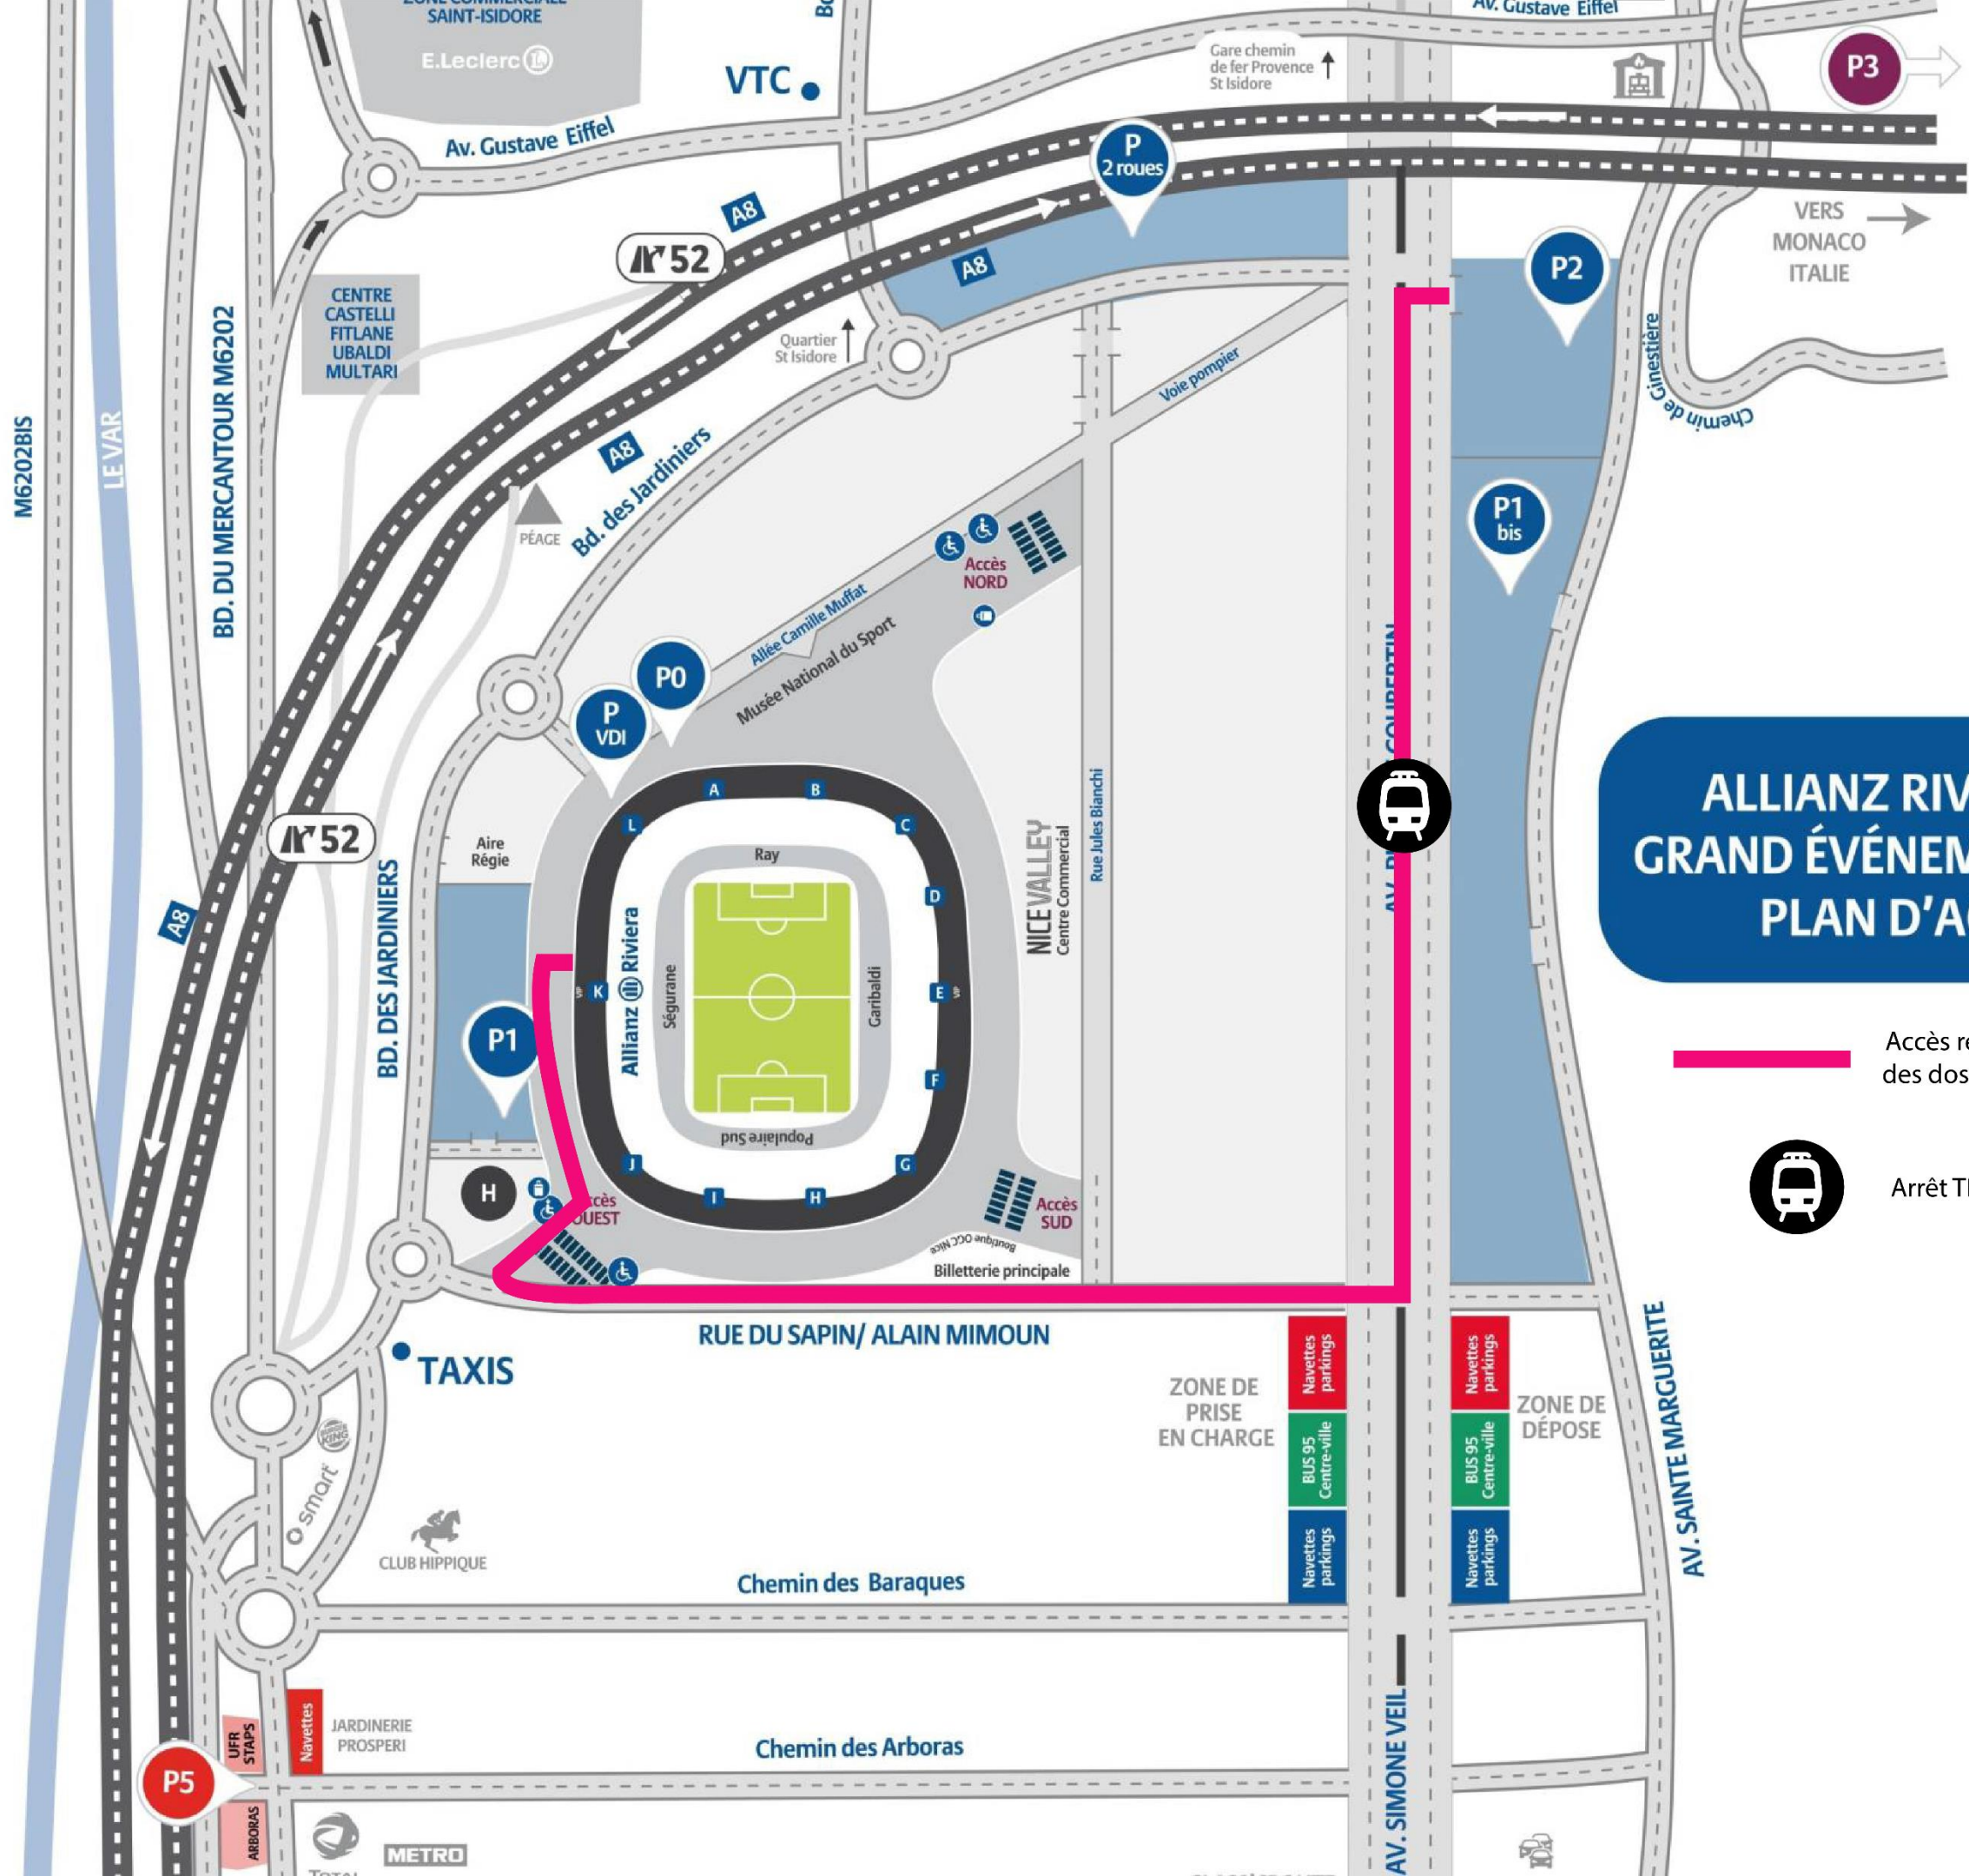 SAINT-ISIDORE
E.Leclerc
VTC
Av. Gustave Eiffel
Gare chemin
de fer Provence
St Isidore
Av. Gustave Eiffel
P3
P
2 roues
A8
52
A8
VERS
MONACO
ITALIE
P2
CENTRE
CASTELLI
FITLANE
UBALDI
MULTARI
Quartier
St Isidore
Voie pompier
Chemin de Ginestière
M6202BIS
LE VAR
BD. DU MERCANTOUR M6202
A8
Bd. des Jardiniers
PÉAGE
P1
bis
Accès
NORD
Allée Camille Muffat
Musée National du Sport
P0
P
VDI
A
B
L
C
Aire
Régie
52
Ray
D
NICEVALLEY
Centre Commercial
Rue Jules Bianchi
COUBERTIN
ALLIANZ RIV
GRAND ÉVÉNEM
PLAN D'A
A8
BD. DES JARDINIERS
Allianz Riviera
Ségurane
Garibaldi
VIP
K
E
VIP
P1
F
Populaire Sud
J
G
I
H
H
OUEST
Accès
SUD
Boutique OGC Nice
Billetterie principale
Accès r
des dos
Arrêt T
RUE DU SAPIN/ ALAIN MIMOUN
TAXIS
Navettes
parkings
Navettes
parkings
ZONE DE
PRISE
EN CHARGE
ZONE DE
DÉPOSE
BUS 95
Centre-ville
BUS 95
Centre-ville
Navettes
parkings
Navettes
parkings
AV. SAINTE MARGUERITE
BURGER
KING
smart
CLUB HIPPIQUE
Chemin des Baraques
UFR
STAPS
Navettes
JARDINERIE
PROSPERI
Chemin des Arboras
P5
ARBORAS
METRO
AV. SIMONE VEIL